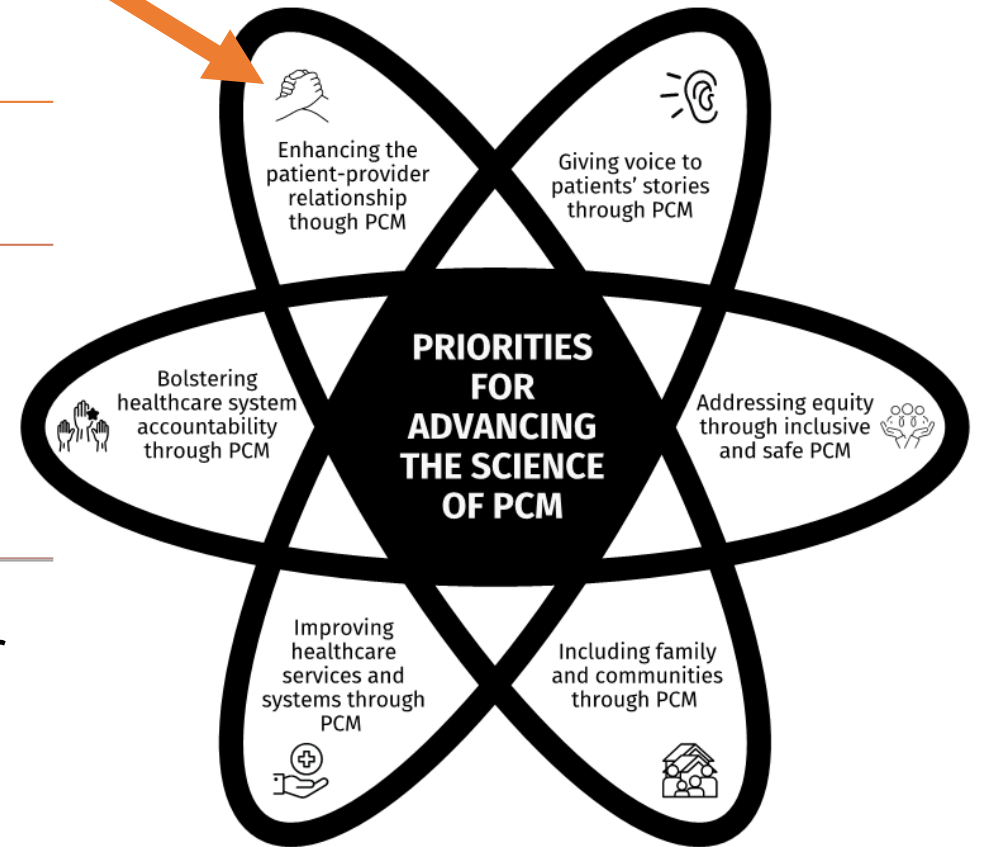 Enhancing the
patient-provider
relationship
though PCM
Giving voice to
patients' stories
through PCM
Bolstering
healthcare system
accountability
through PCM
PRIORITIES
FOR
ADVANCING
THE SCIENCE
OF PCM
Addressing equity
through inclusive
and safe PCM
Improving
healthcare
services and
systems through
PCM
Including family
and communities
through PCM